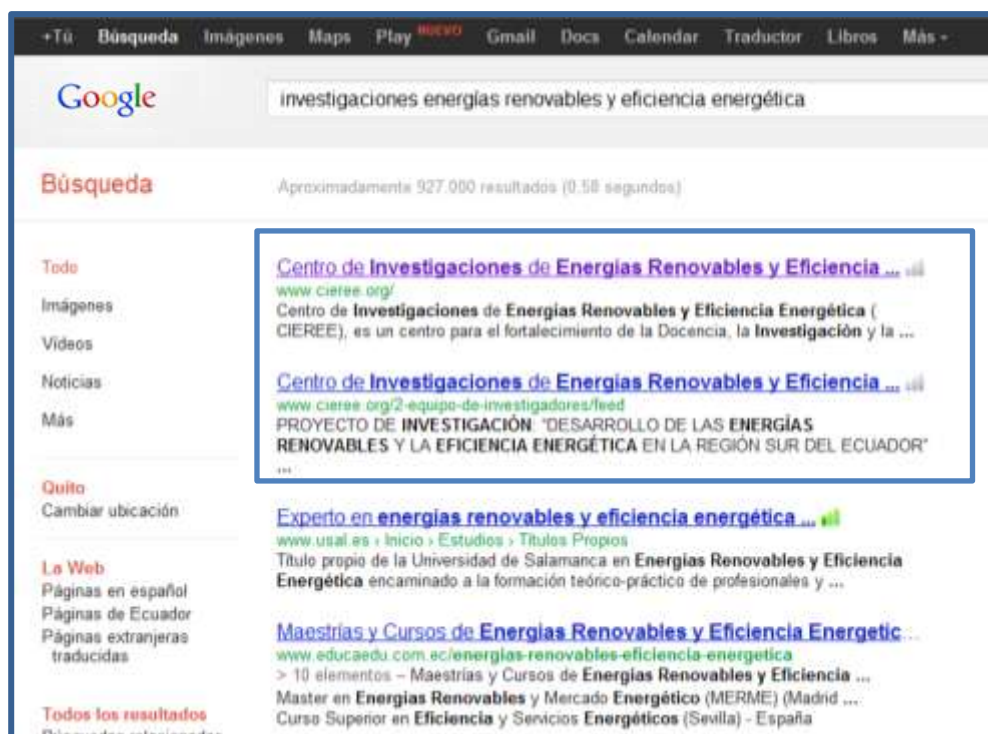 +Tú Búsqueda Imágenes Maps Play NUEVO Gmail Docs Calendar Traductor Libros Más
Google
investigaciones energías renovables y eficiencia energética
Búsqueda
Aproximadamente 927.000 resultados (0.58 segundos)
Todo
Imágenes
Vídeos
Noticias
Más
Quito
Cambiar ubicación
La Web
Páginas en español
Páginas de Ecuador
Páginas extranjeras
traducidas
Todos los resultados
Búsquedas relacionadas
Centro de Investigaciones de Energías Renovables y Eficiencia ...
www.cieree.org/
Centro de Investigaciones de Energías Renovables y Eficiencia Energética (
CIEREE), es un centro para el fortalecimiento de la Docencia, la Investigación y la ...
Centro de Investigaciones de Energías Renovables y Eficiencia ...
www.cieree.org/2-equipo-de-investigadores/feed
PROYECTO DE INVESTIGACIÓN: "DESARROLLO DE LAS ENERGÍAS
RENOVABLES Y LA EFICIENCIA ENERGÉTICA EN LA REGIÓN SUR DEL ECUADOR"
...
Experto en energías renovables y eficiencia energética ...
www.usal.es › Inicio › Estudios › Títulos Propios
Título propio de la Universidad de Salamanca en Energías Renovables y Eficiencia
Energética encaminado a la formación teórico-práctico de profesionales y ...
Maestrías y Cursos de Energías Renovables y Eficiencia Energetic...
www.educaedu.com.ec/energias-renovables-eficiencia-energetica
> 10 elementos – Maestrías y Cursos de Energías Renovables y Eficiencia ...
Master en Energías Renovables y Mercado Energético (MERME) (Madrid ...
Curso Superior en Eficiencia y Servicios Energéticos (Sevilla) - España